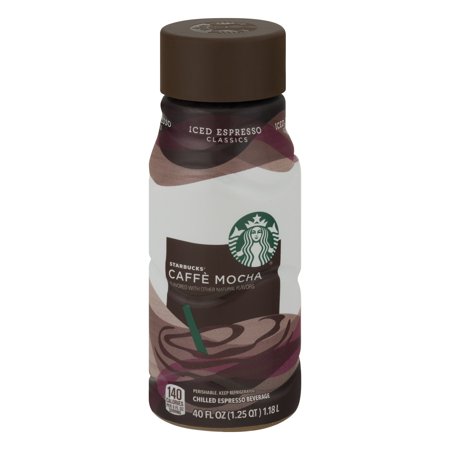 ICED ESPRESSO
CLASSICS
STARBUCKS®
CAFFÈ MOCHA
FLAVORED WITH OTHER NATURAL FLAVORS
140
CALORIES
PERISHABLE. KEEP REFRIGERATED.
CHILLED ESPRESSO BEVERAGE
40 FL OZ (1.25 QT) 1.18 L